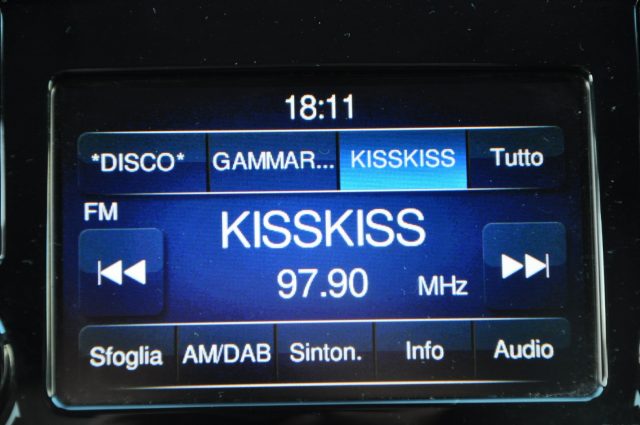 18:11
*DISCO* GAMMAR... KISSKISS Tutto
FM
KISSKISS
97.90 MHz
Sfoglia AM/DAB Sinton. Info Audio